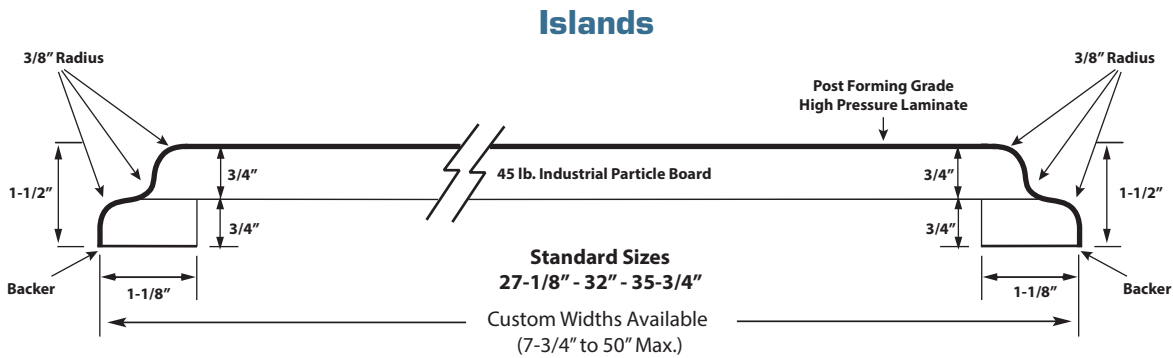 Islands
3/8” Radius
3/8” Radius
Post Forming Grade
High Pressure Laminate
1-1/2”
3/4”
45 lb. Industrial Particle Board
3/4”
1-1/2”
3/4”
3/4”
Standard Sizes
27-1/8” - 32” - 35-3/4”
Backer
1-1/8”
1-1/8”
Backer
Custom Widths Available
(7-3/4” to 50” Max.)